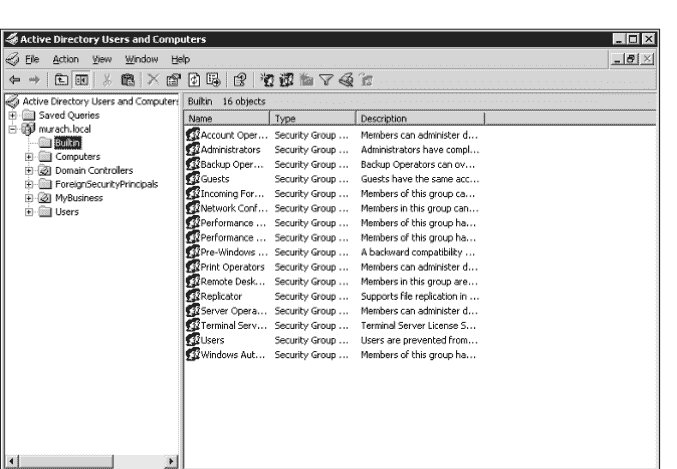 Active Directory Users and Computers
File Action View Window Help
Active Directory Users and Computers
Saved Queries
murach.local
Builtin
Computers
Domain Controllers
ForeignSecurityPrincipals
MyBusiness
Users
Builtin 16 objects
Name Type Description
Account Oper... Security Group ... Members can administer d...
Administrators Security Group ... Administrators have compl...
Backup Oper... Security Group ... Backup Operators can ov...
Guests Security Group ... Guests have the same acc...
Incoming For... Security Group ... Members of this group ca...
Network Conf... Security Group ... Members in this group can...
Performance ... Security Group ... Members of this group ha...
Performance ... Security Group ... Members of this group ha...
Pre-Windows ... Security Group ... A backward compatibility ...
Print Operators Security Group ... Members can administer d...
Remote Desk... Security Group ... Members in this group are...
Replicator Security Group ... Supports file replication in ...
Server Opera... Security Group ... Members can administer d...
Terminal Serv... Security Group ... Terminal Server License S...
Users Security Group ... Users are prevented from...
Windows Aut... Security Group ... Members of this group ha...